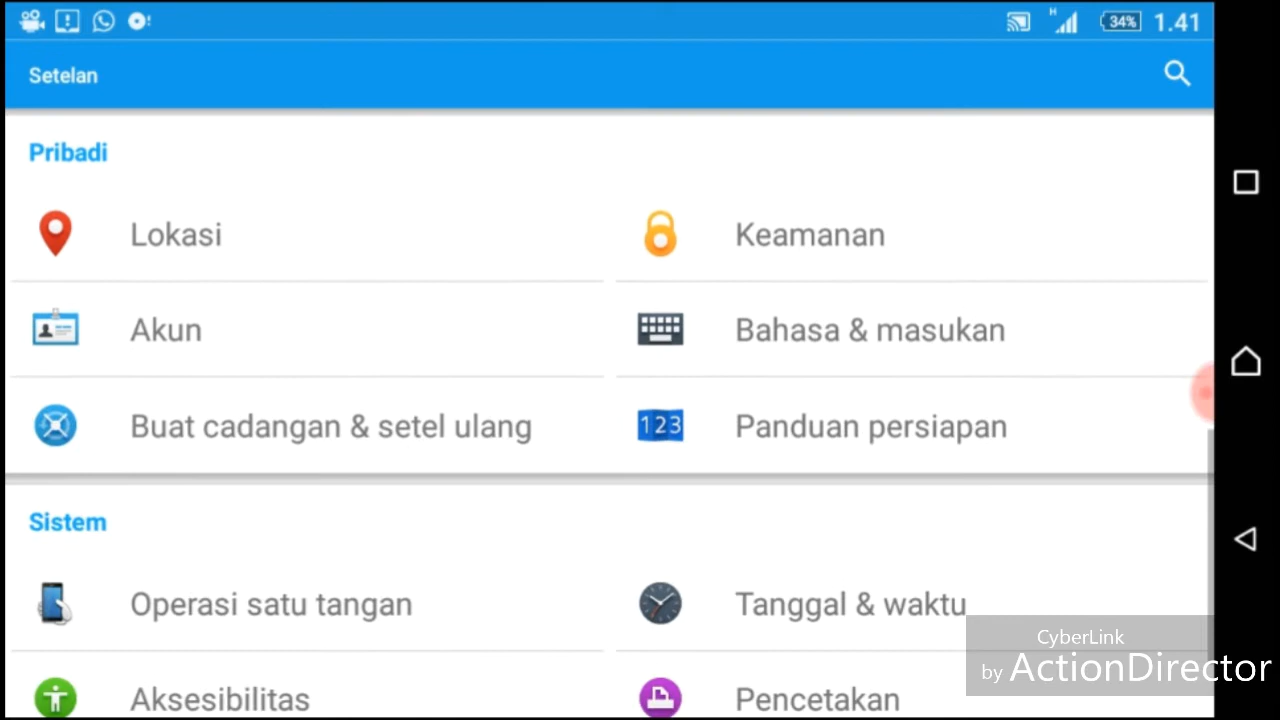 34% 1.41
Setelan
Pribadi
Lokasi
Keamanan
Akun
Bahasa & masukan
Buat cadangan & setel ulang
123 Panduan persiapan
Sistem
Operasi satu tangan
Tanggal & waktu
Aksesibilitas
Pencetakan
CyberLink
by ActionDirector